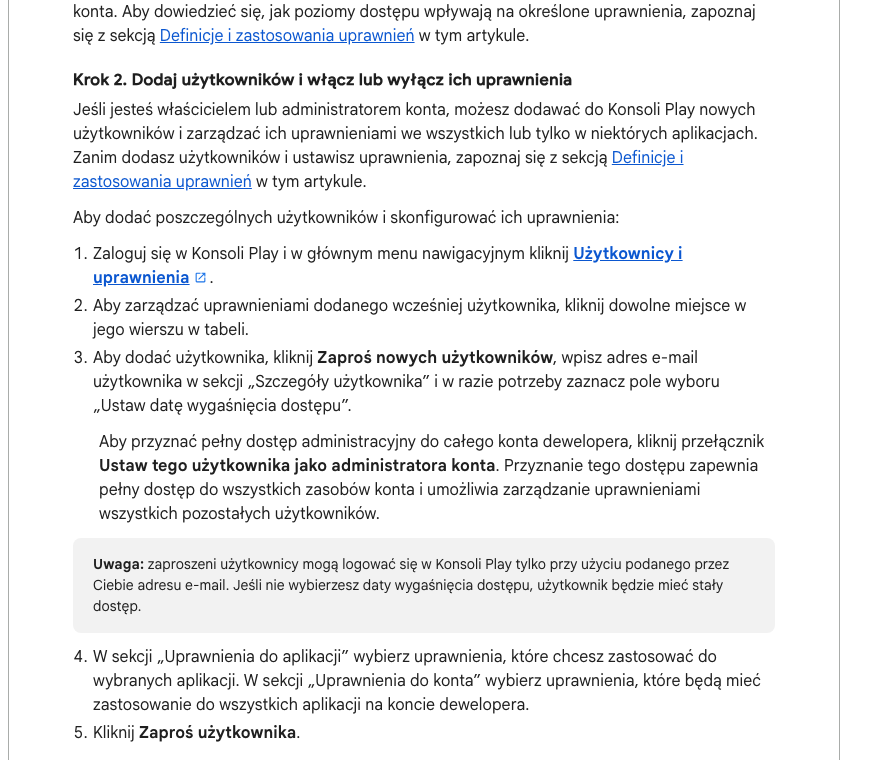 konta. Aby dowiedzieć się, jak poziomy dostępu wpływają na określone uprawnienia, zapoznaj
się z sekcją Definicje i zastosowania uprawnień w tym artykule.
Krok 2. Dodaj użytkowników i włącz lub wyłącz ich uprawnienia
Jeśli jesteś właścicielem lub administratorem konta, możesz dodawać do Konsoli Play nowych
użytkowników i zarządzać ich uprawnieniami we wszystkich lub tylko w niektórych aplikacjach.
Zanim dodasz użytkowników i ustawisz uprawnienia, zapoznaj się z sekcją Definicje i
zastosowania uprawnień w tym artykule.
Aby dodać poszczególnych użytkowników i skonfigurować ich uprawnienia:
1. Zaloguj się w Konsoli Play i w głównym menu nawigacyjnym kliknij Użytkownicy i
uprawnienia .
2. Aby zarządzać uprawnieniami dodanego wcześniej użytkownika, kliknij dowolne miejsce w
jego wierszu w tabeli.
3. Aby dodać użytkownika, kliknij Zaproś nowych użytkowników, wpisz adres e-mail
użytkownika w sekcji „Szczegóły użytkownika” i w razie potrzeby zaznacz pole wyboru
„Ustaw datę wygaśnięcia dostępu”.
Aby przyznać pełny dostęp administracyjny do całego konta dewelopera, kliknij przełącznik
Ustaw tego użytkownika jako administratora konta. Przyznanie tego dostępu zapewnia
pełny dostęp do wszystkich zasobów konta i umożliwia zarządzanie uprawnieniami
wszystkich pozostałych użytkowników.
Uwaga: zaproszeni użytkownicy mogą logować się w Konsoli Play tylko przy użyciu podanego przez
Ciebie adresu e-mail. Jeśli nie wybierzesz daty wygaśnięcia dostępu, użytkownik będzie mieć stały
dostęp.
4. W sekcji „Uprawnienia do aplikacji” wybierz uprawnienia, które chcesz zastosować do
wybranych aplikacji. W sekcji „Uprawnienia do konta” wybierz uprawnienia, które będą mieć
zastosowanie do wszystkich aplikacji na koncie dewelopera.
5. Kliknij Zaproś użytkownika.